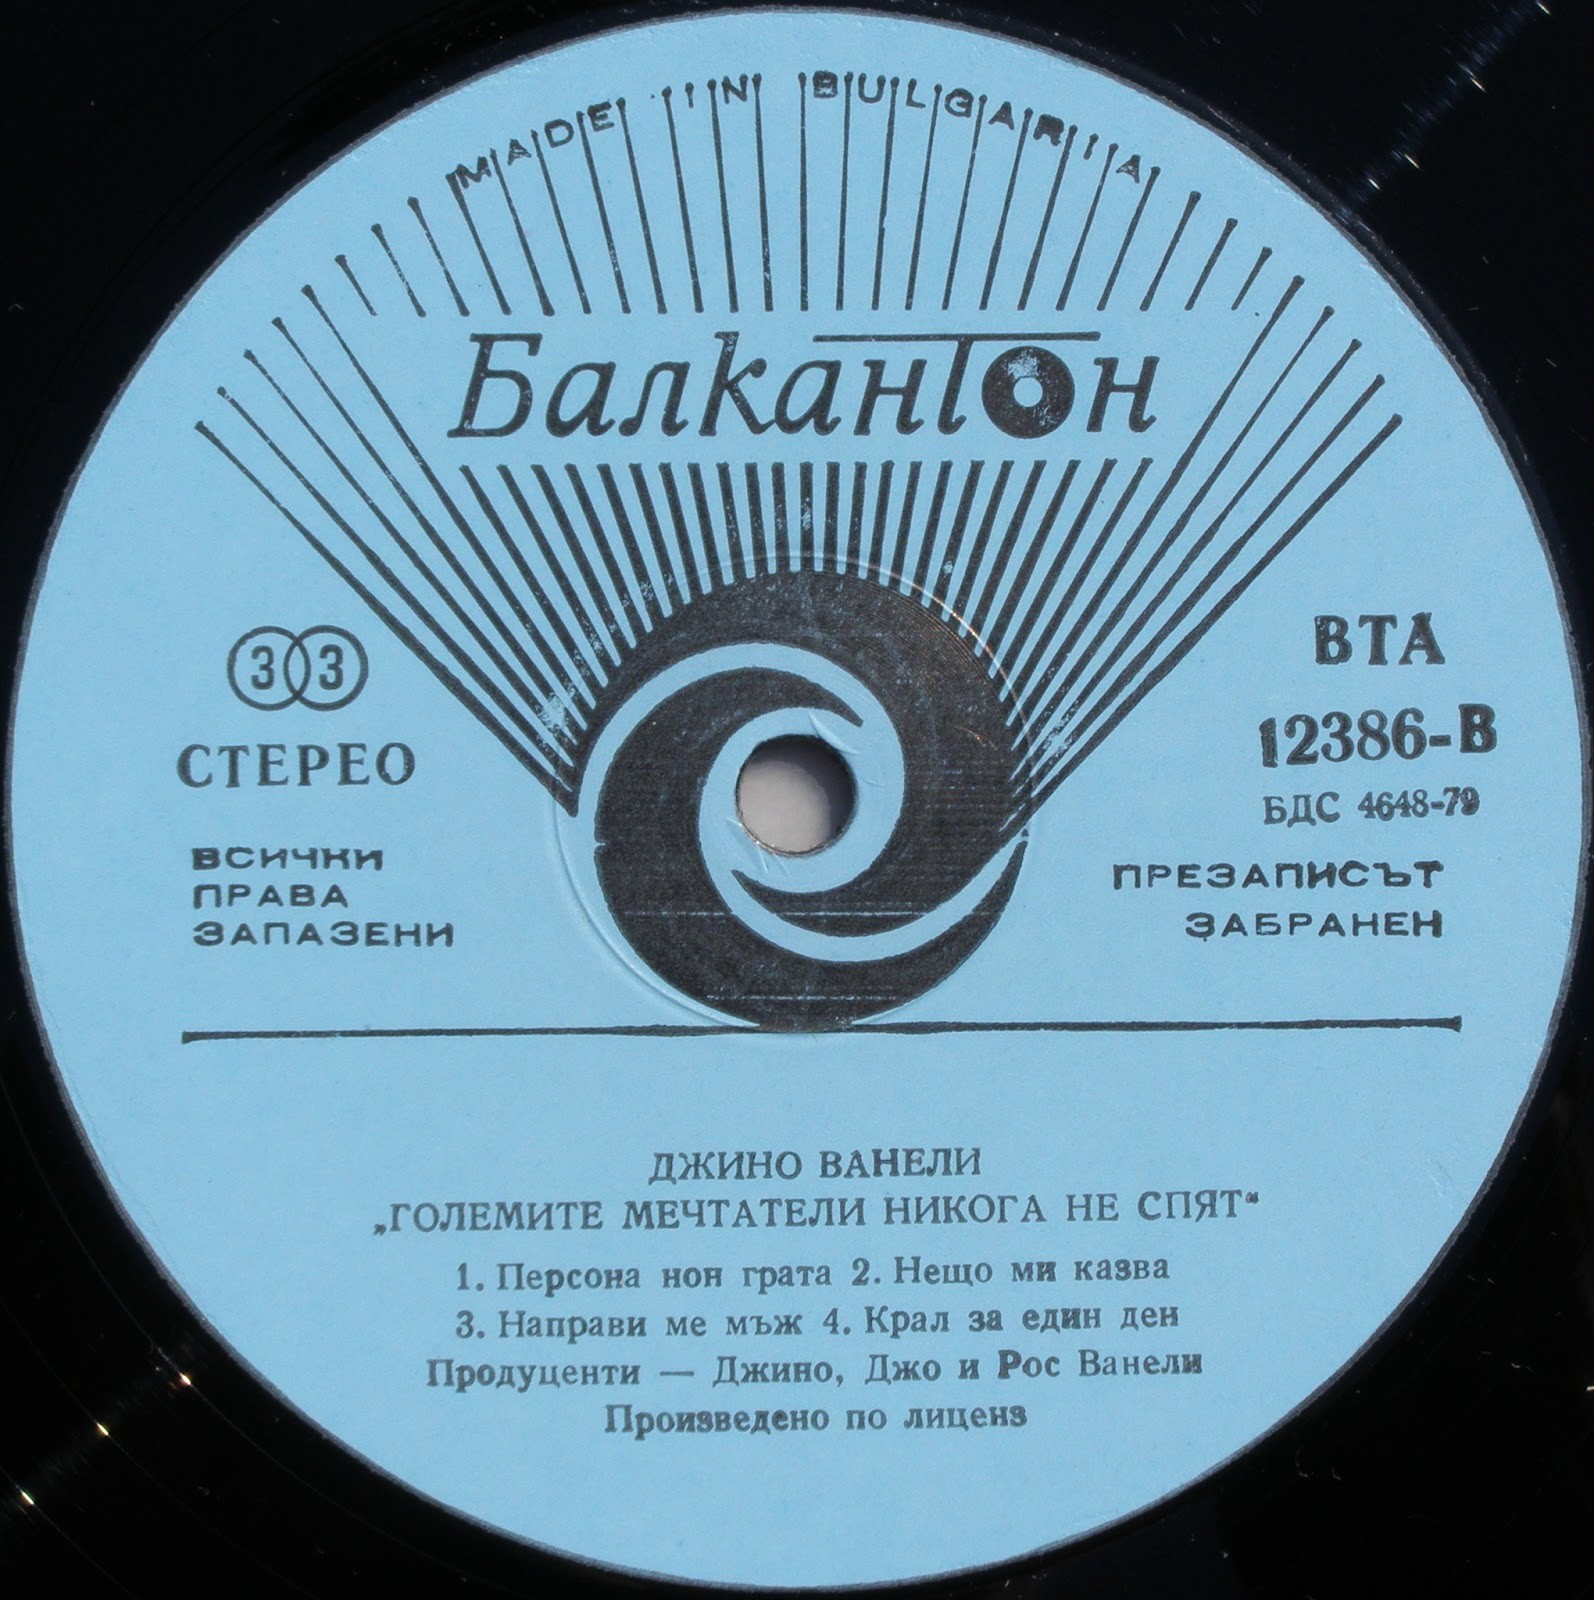 MADE IN BULGARIA
Балкантон
33
СТЕРЕО
ВСИЧКИ
ПРАВА
ЗАПАЗЕНИ
ВТА
12386-В
БДС 4648-79
ПРЕЗАПИСЪТ
ЗАБРАНЕН
ДЖИНО ВАНЕЛИ
„ГОЛЕМИТЕ МЕЧТАТЕЛИ НИКОГА НЕ СПЯТ“
1. Персона нон грата 2. Нещо ми казва
3. Направи ме мъж 4. Крал за един ден
Продуценти — Джино, Джо и Рос Ванели
Произведено по лиценз